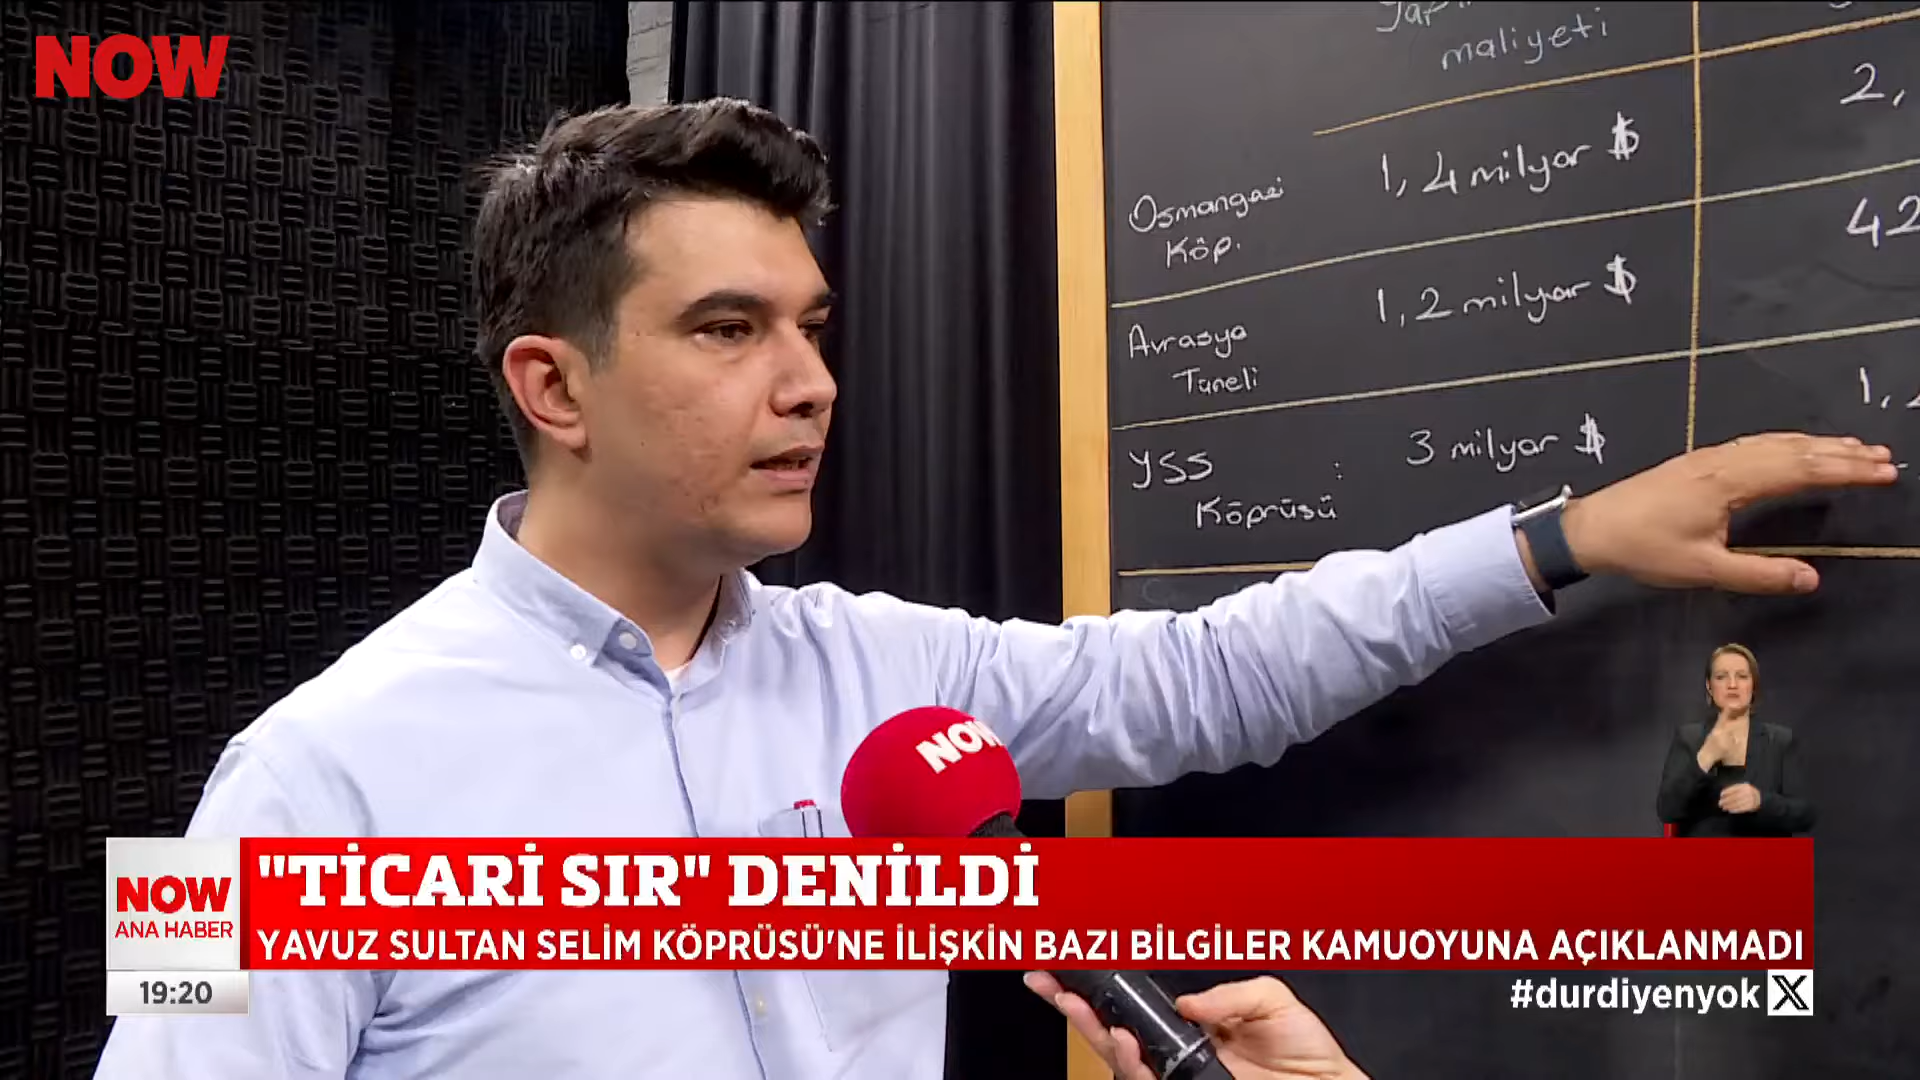 NOW
maliyeti
2,
Osmangazi
Köp.
1,4 milyar $
42
Avrasya
Tüneli
1,2 milyar $
1,
YSS :
Köprüsü
3 milyar $
NOW
NOW
ANA HABER
"TİCARİ SIR" DENİLDİ
YAVUZ SULTAN SELİM KÖPRÜSÜ'NE İLİŞKİN BAZI BİLGİLER KAMUOYUNA AÇIKLANMADI
19:20
#durdiyenyok X